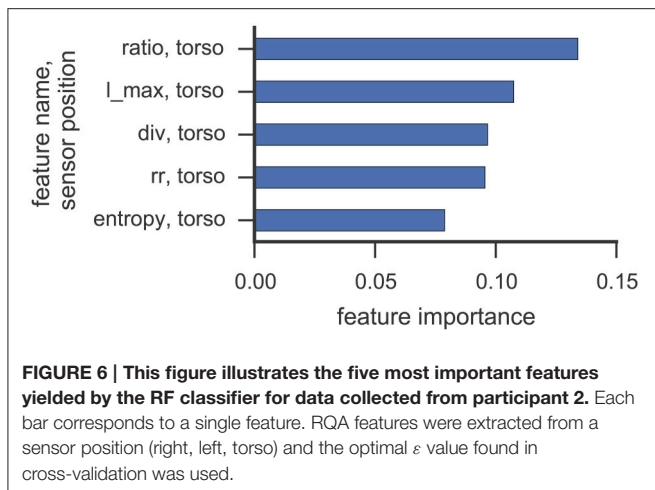 feature name,
sensor position
ratio, torso
l_max, torso
div, torso
rr, torso
entropy, torso
0.00 0.05 0.10 0.15
feature importance
FIGURE 6 | This figure illustrates the five most important features
yielded by the RF classifier for data collected from participant 2. Each
bar corresponds to a single feature. RQA features were extracted from a
sensor position (right, left, torso) and the optimal ε value found in
cross-validation was used.